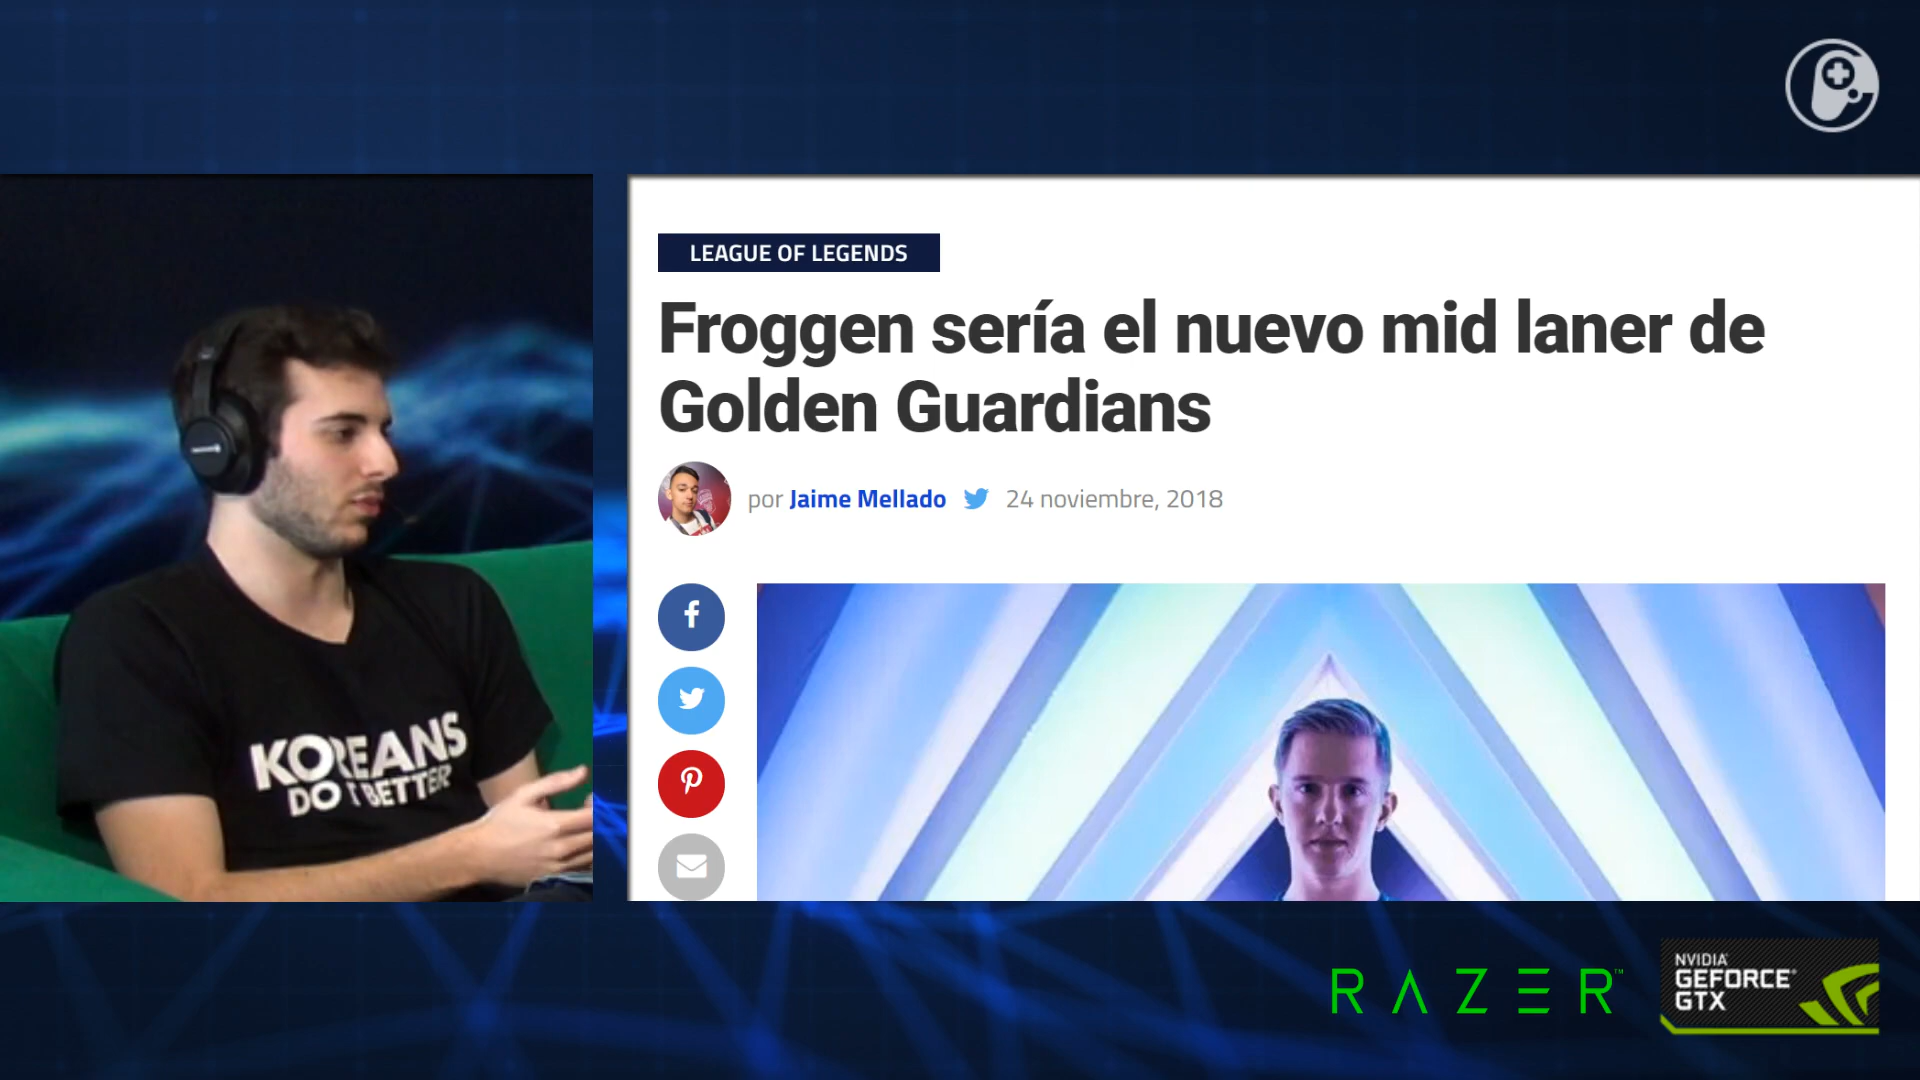 LEAGUE OF LEGENDS
Froggen sería el nuevo mid laner de
Golden Guardians
por Jaime Mellado 24 noviembre, 2018
KOREANS
DO IT BETTER
RAZER™
NVIDIA
GEFORCE®
GTX